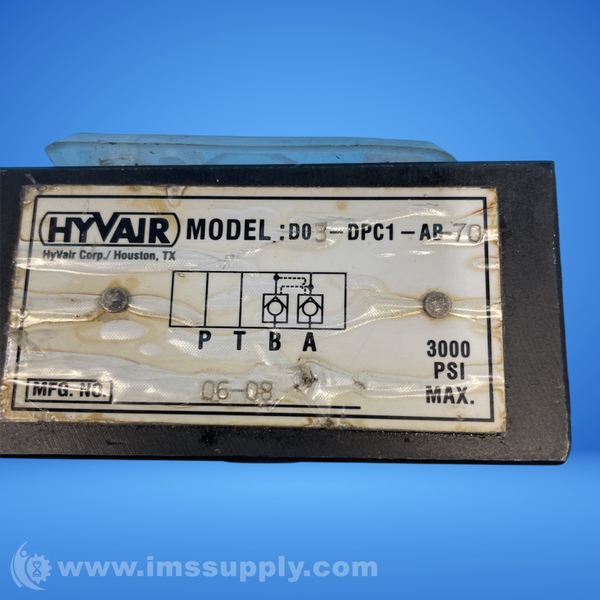 HYVAIR MODEL :D03-DPC1-AB-70
HyVair Corp./ Houston, TX
P T B A
3000
PSI
MAX.
MFG. NO. 06-08
www.imssupply.com